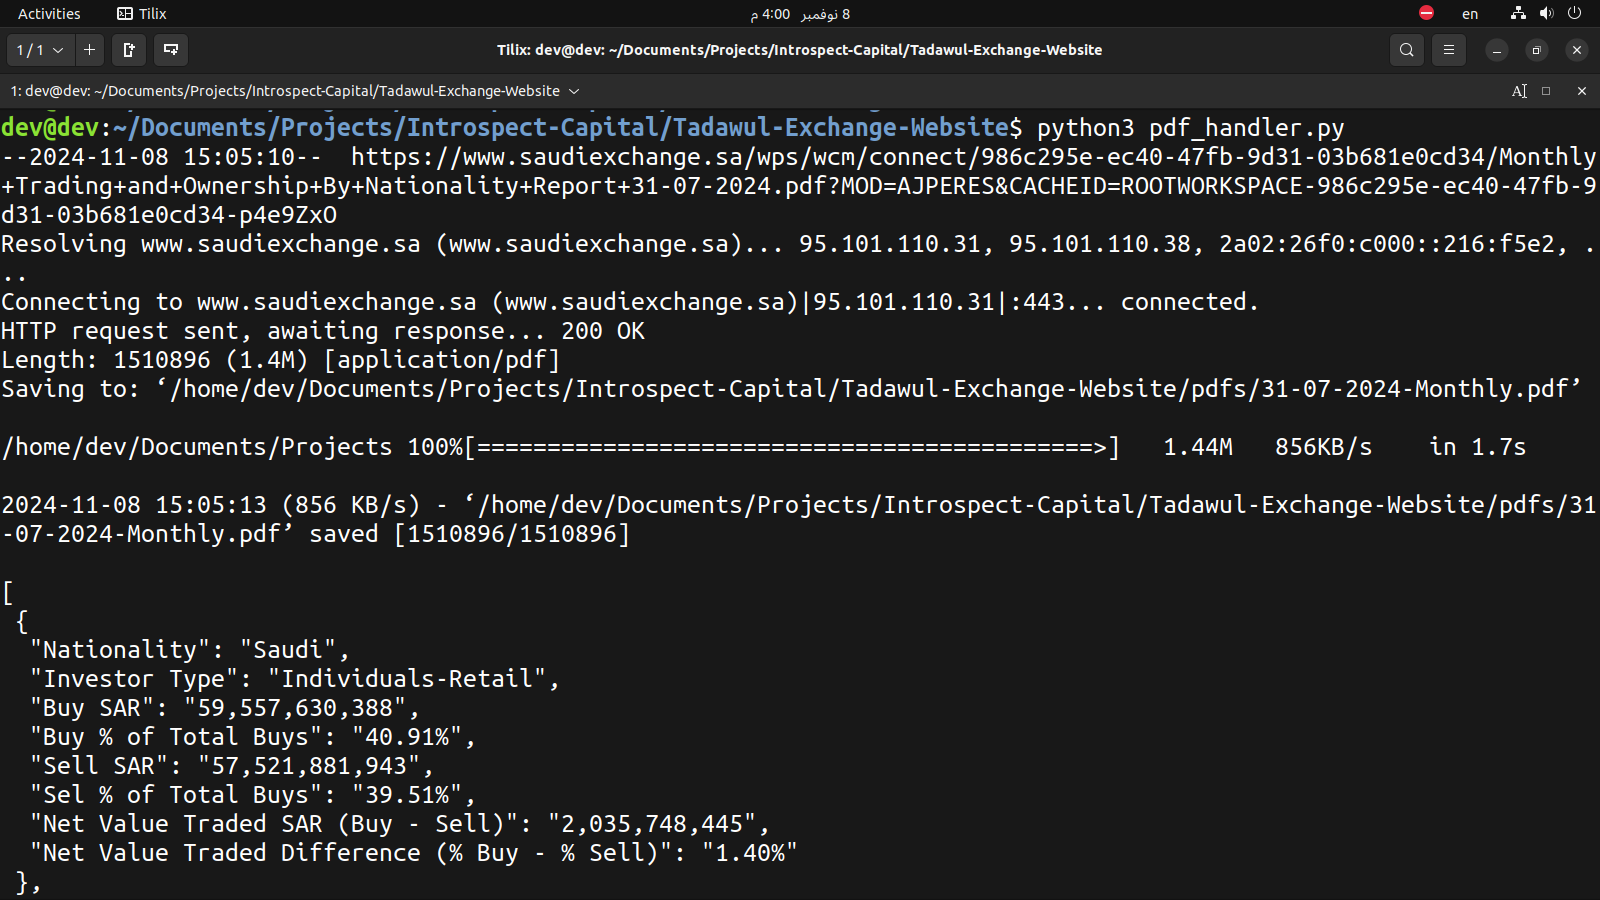 Activities
Tilix
8 نوفمبر 4:00 م
en
1 / 1
Tilix: dev@dev: ~/Documents/Projects/Introspect-Capital/Tadawul-Exchange-Website
1: dev@dev: ~/Documents/Projects/Introspect-Capital/Tadawul-Exchange-Website
dev@dev:~/Documents/Projects/Introspect-Capital/Tadawul-Exchange-Website$ python3 pdf_handler.py
--2024-11-08 15:05:10--  https://www.saudiexchange.sa/wps/wcm/connect/986c295e-ec40-47fb-9d31-03b681e0cd34/Monthly
+Trading+and+Ownership+By+Nationality+Report+31-07-2024.pdf?MOD=AJPERES&CACHEID=ROOTWORKSPACE-986c295e-ec40-47fb-9
d31-03b681e0cd34-p4e9ZxO
Resolving www.saudiexchange.sa (www.saudiexchange.sa)... 95.101.110.31, 95.101.110.38, 2a02:26f0:c000::216:f5e2, .
..
Connecting to www.saudiexchange.sa (www.saudiexchange.sa)|95.101.110.31|:443... connected.
HTTP request sent, awaiting response... 200 OK
Length: 1510896 (1.4M) [application/pdf]
Saving to: ‘/home/dev/Documents/Projects/Introspect-Capital/Tadawul-Exchange-Website/pdfs/31-07-2024-Monthly.pdf’
/home/dev/Documents/Projects 100%[============================================>]   1.44M   856KB/s    in 1.7s
2024-11-08 15:05:13 (856 KB/s) - ‘/home/dev/Documents/Projects/Introspect-Capital/Tadawul-Exchange-Website/pdfs/31
-07-2024-Monthly.pdf’ saved [1510896/1510896]
[
{
"Nationality": "Saudi",
"Investor Type": "Individuals-Retail",
"Buy SAR": "59,557,630,388",
"Buy % of Total Buys": "40.91%",
"Sell SAR": "57,521,881,943",
"Sel % of Total Buys": "39.51%",
"Net Value Traded SAR (Buy - Sell)": "2,035,748,445",
"Net Value Traded Difference (% Buy - % Sell)": "1.40%"
},